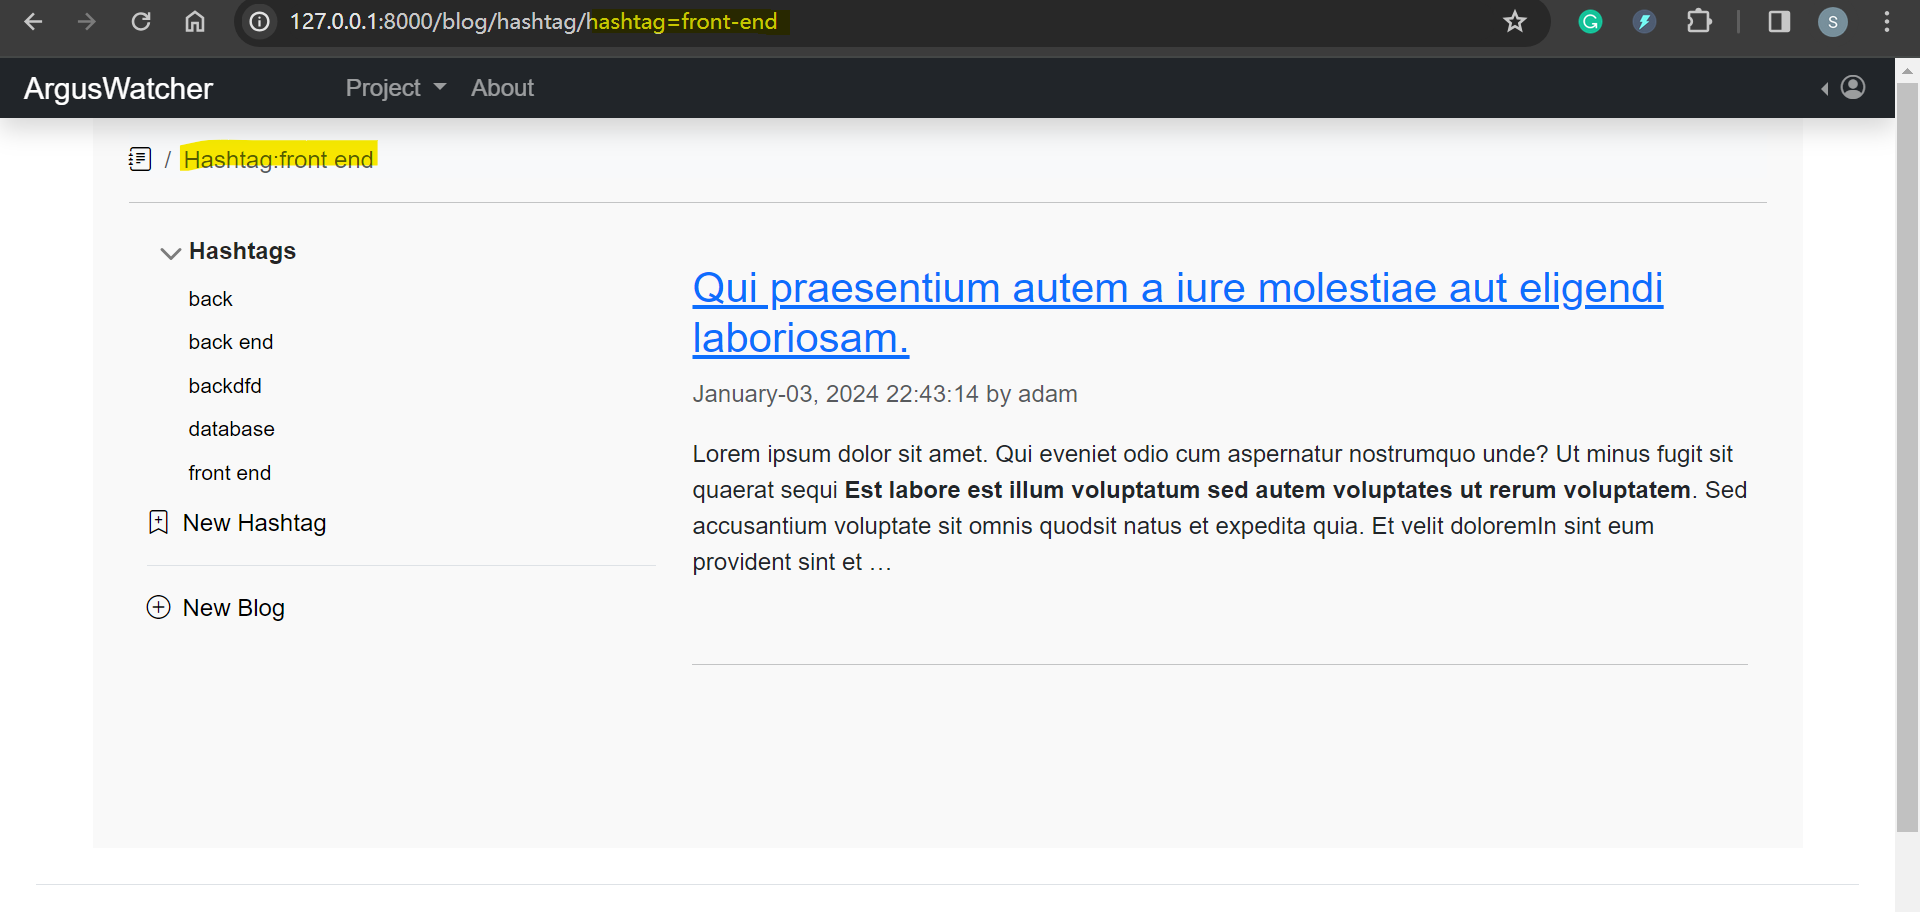 127.0.0.1:8000/blog/hashtag/hashtag=front-end
S
ArgusWatcher
Project
About
/ Hashtag:front end
Hashtags
back
back end
backdfd
database
front end
New Hashtag
New Blog
Qui praesentium autem a iure molestiae aut eligendi
laboriosam.
January-03, 2024 22:43:14 by adam
Lorem ipsum dolor sit amet. Qui eveniet odio cum aspernatur nostrumquo unde? Ut minus fugit sit
quaerat sequi Est labore est illum voluptatum sed autem voluptates ut rerum voluptatem. Sed
accusantium voluptate sit omnis quodsit natus et expedita quia. Et velit doloremIn sint eum
provident sint et …